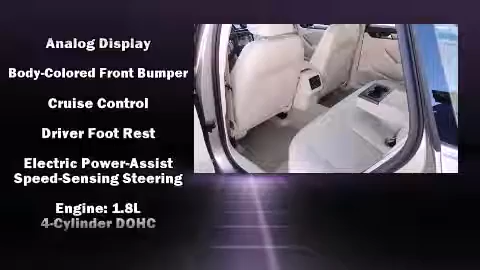 Analog Display
Body-Colored Front Bumper
Cruise Control
Driver Foot Rest
Electric Power-Assist
Speed-Sensing Steering
Engine: 1.8L
4-Cylinder DOHC